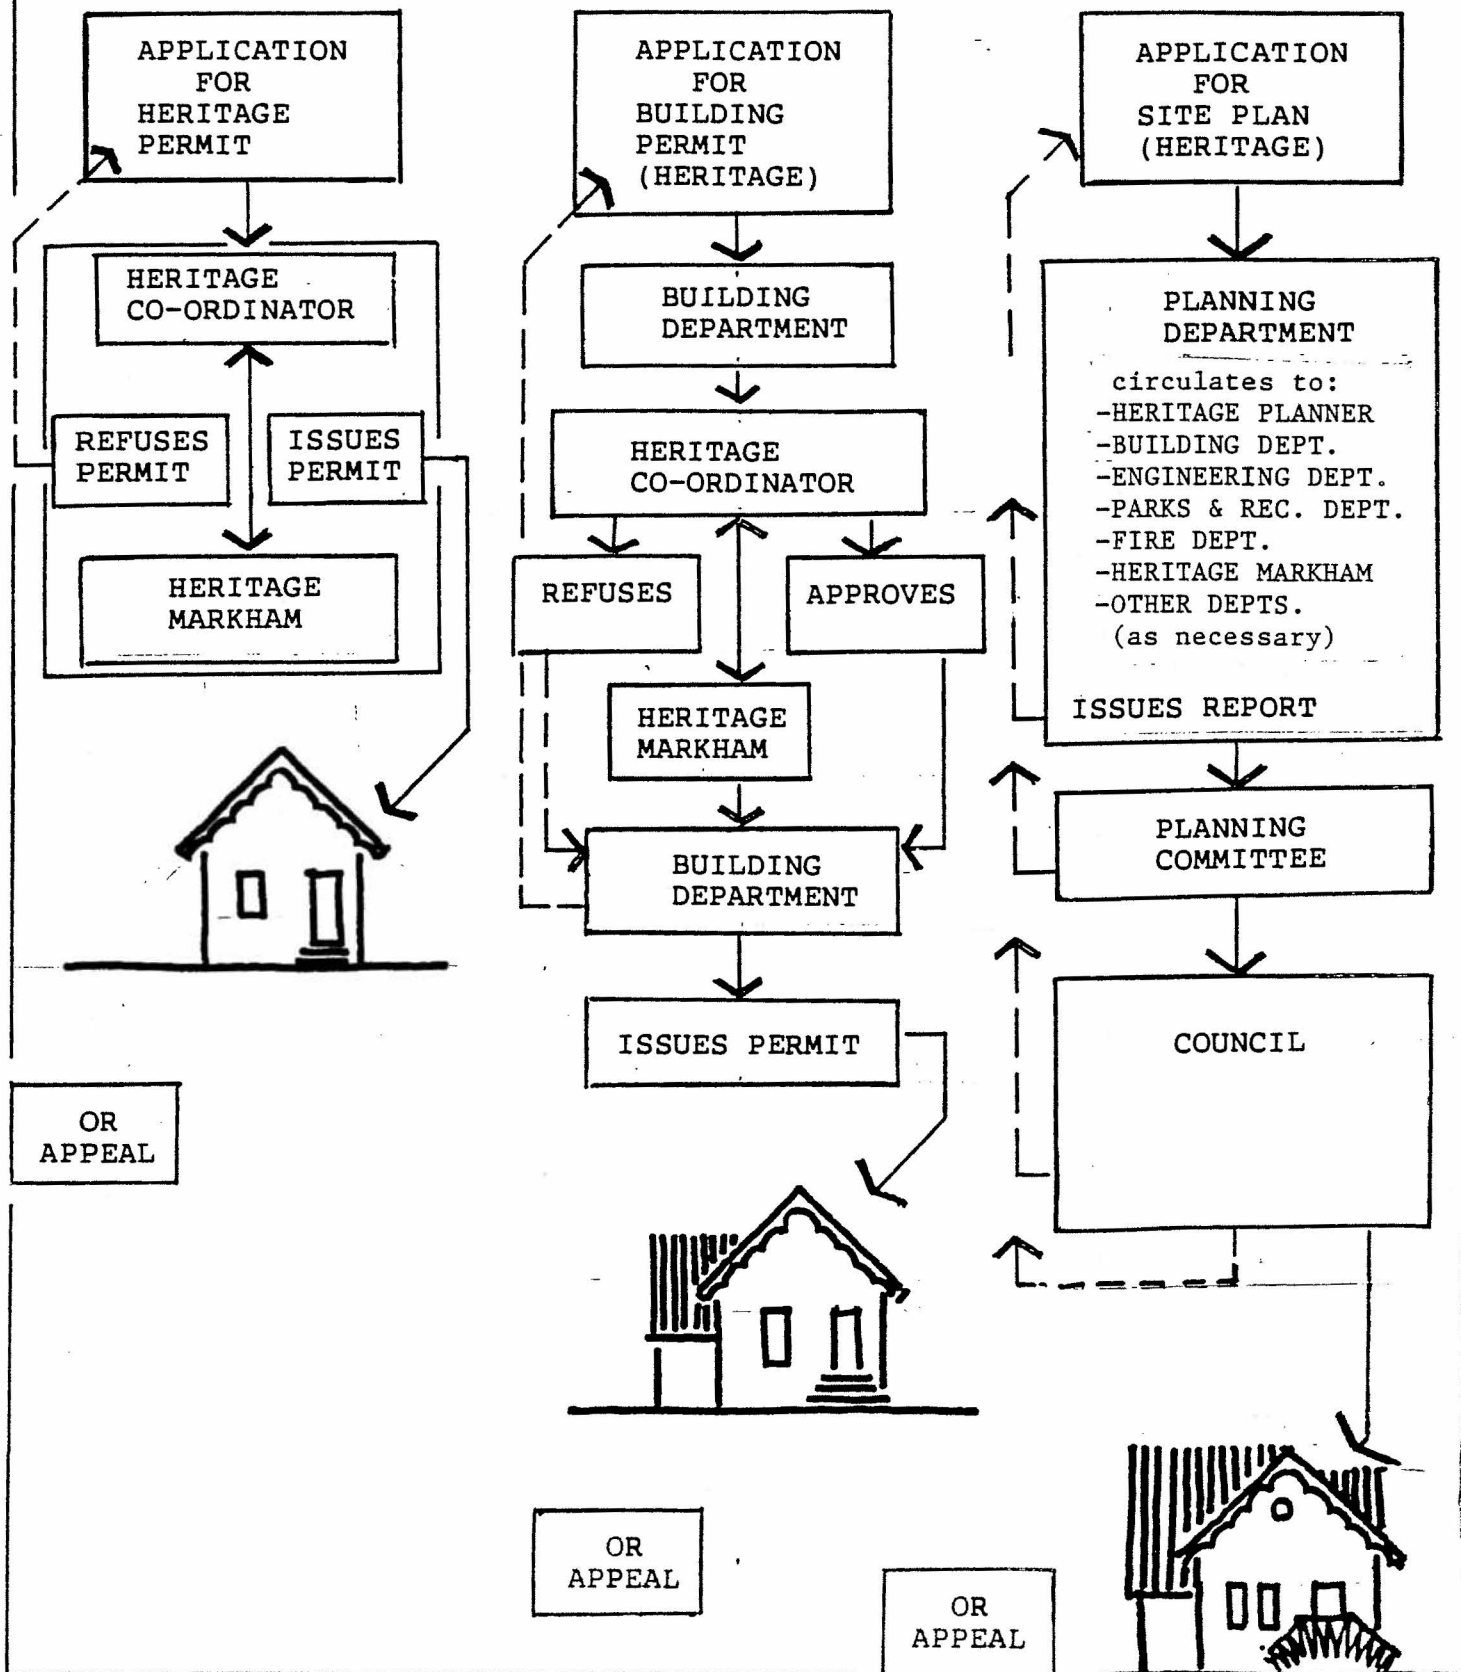 APPLICATION
FOR
HERITAGE
PERMIT
HERITAGE
CO-ORDINATOR
REFUSES
PERMIT
ISSUES
PERMIT
HERITAGE
MARKHAM
OR
APPEAL
APPLICATION
FOR
BUILDING
PERMIT
(HERITAGE)
BUILDING
DEPARTMENT
HERITAGE
CO-ORDINATOR
REFUSES
APPROVES
HERITAGE
MARKHAM
BUILDING
DEPARTMENT
ISSUES PERMIT
OR
APPEAL
APPLICATION
FOR
SITE PLAN
(HERITAGE)
PLANNING
DEPARTMENT
circulates to:
-HERITAGE PLANNER
-BUILDING DEPT.
-ENGINEERING DEPT.
-PARKS & REC. DEPT.
-FIRE DEPT.
-HERITAGE MARKHAM
-OTHER DEPTS.
(as necessary)
ISSUES REPORT
PLANNING
COMMITTEE
COUNCIL
OR
APPEAL